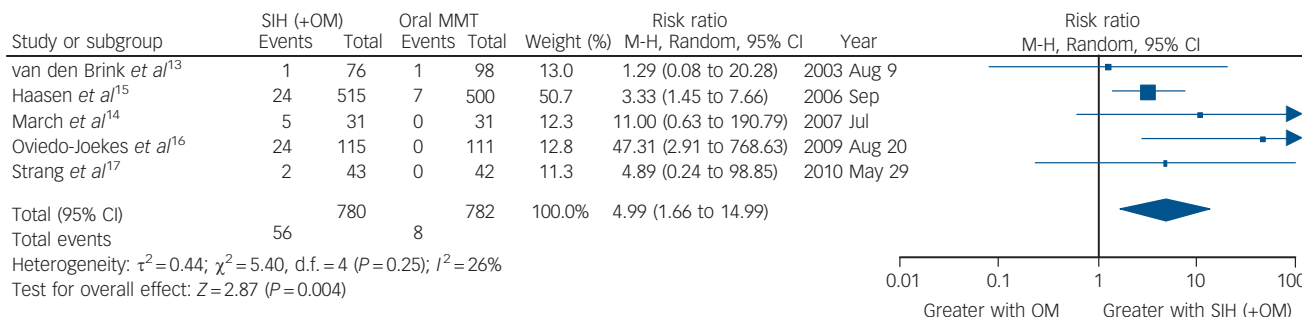 SIH (+OM) Oral MMT Risk ratio Risk ratio
Study or subgroup Events Total Events Total Weight (%) M-H, Random, 95% CI Year M-H, Random, 95% CI
van den Brink et al13 1 76 1 98 13.0 1.29 (0.08 to 20.28) 2003 Aug 9
Haasen et al15 24 515 7 500 50.7 3.33 (1.45 to 7.66) 2006 Sep
March et al14 5 31 0 31 12.3 11.00 (0.63 to 190.79) 2007 Jul
Oviedo-Joekes et al16 24 115 0 111 12.8 47.31 (2.91 to 768.63) 2009 Aug 20
Strang et al17 2 43 0 42 11.3 4.89 (0.24 to 98.85) 2010 May 29
Total (95% CI) 780 782 100.0% 4.99 (1.66 to 14.99)
Total events 56 8
Heterogeneity: τ2=0.44; χ2=5.40, d.f.=4 (P=0.25); I2=26%
Test for overall effect: Z=2.87 (P=0.004)
0.01 0.1 1 10 100
Greater with OM Greater with SIH (+OM)